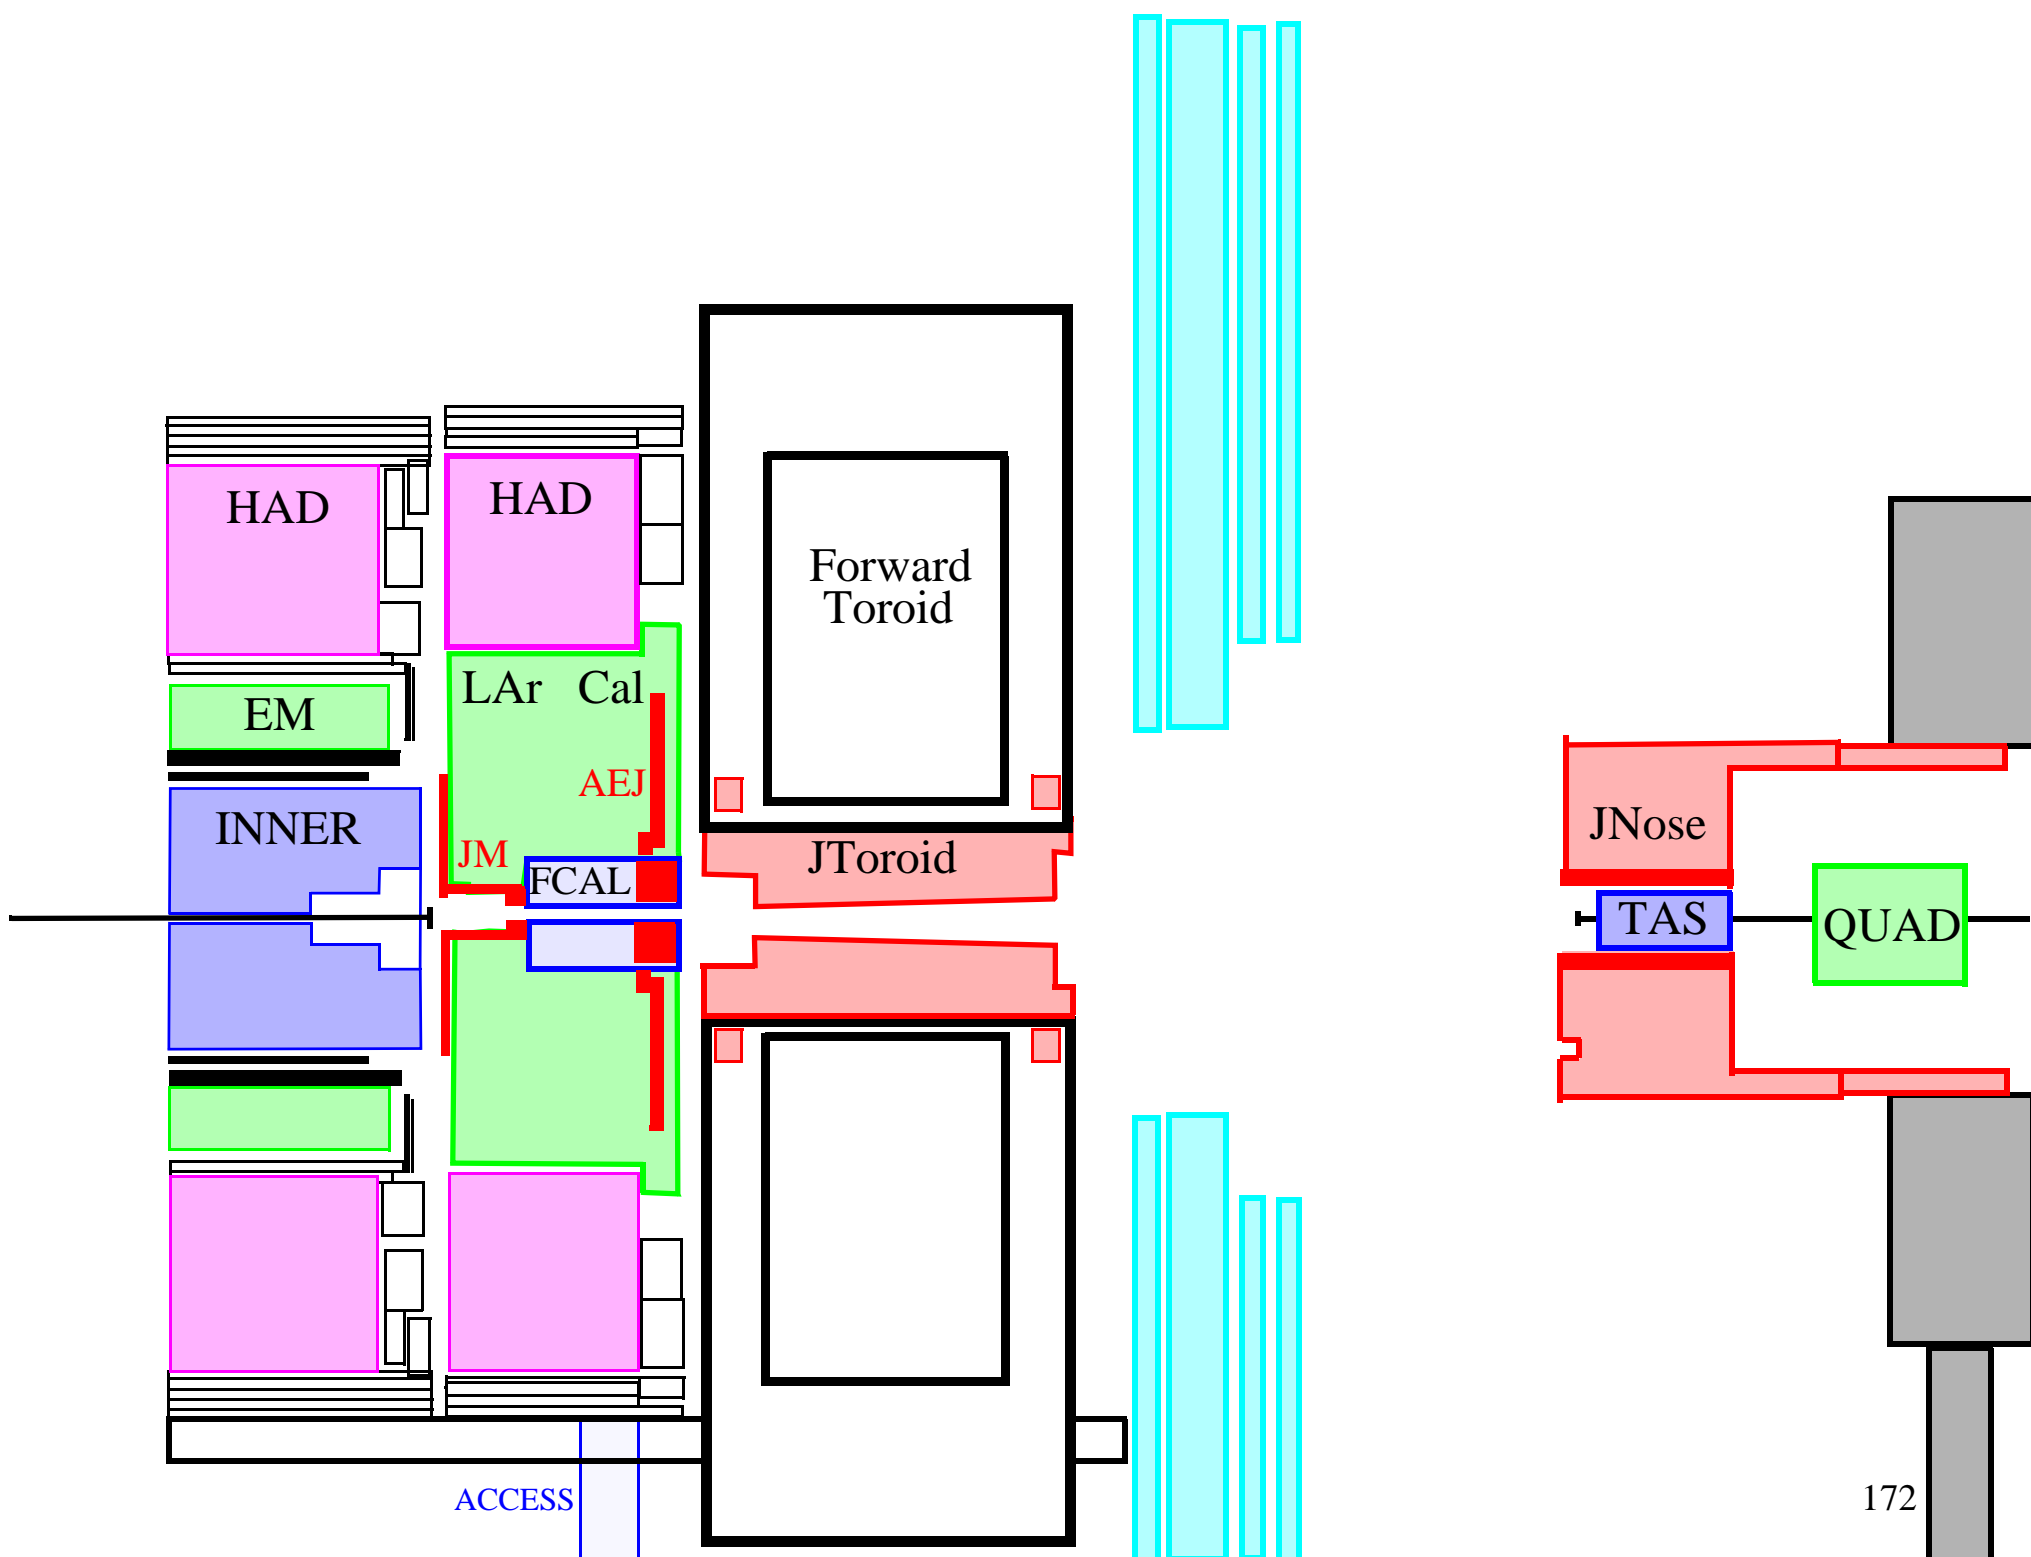 HAD
HAD
Forward
Toroid
LAr Cal
EM
AEJ
INNER
JM
JToroid
JNose
FCAL
TAS
QUAD
ACCESS
172